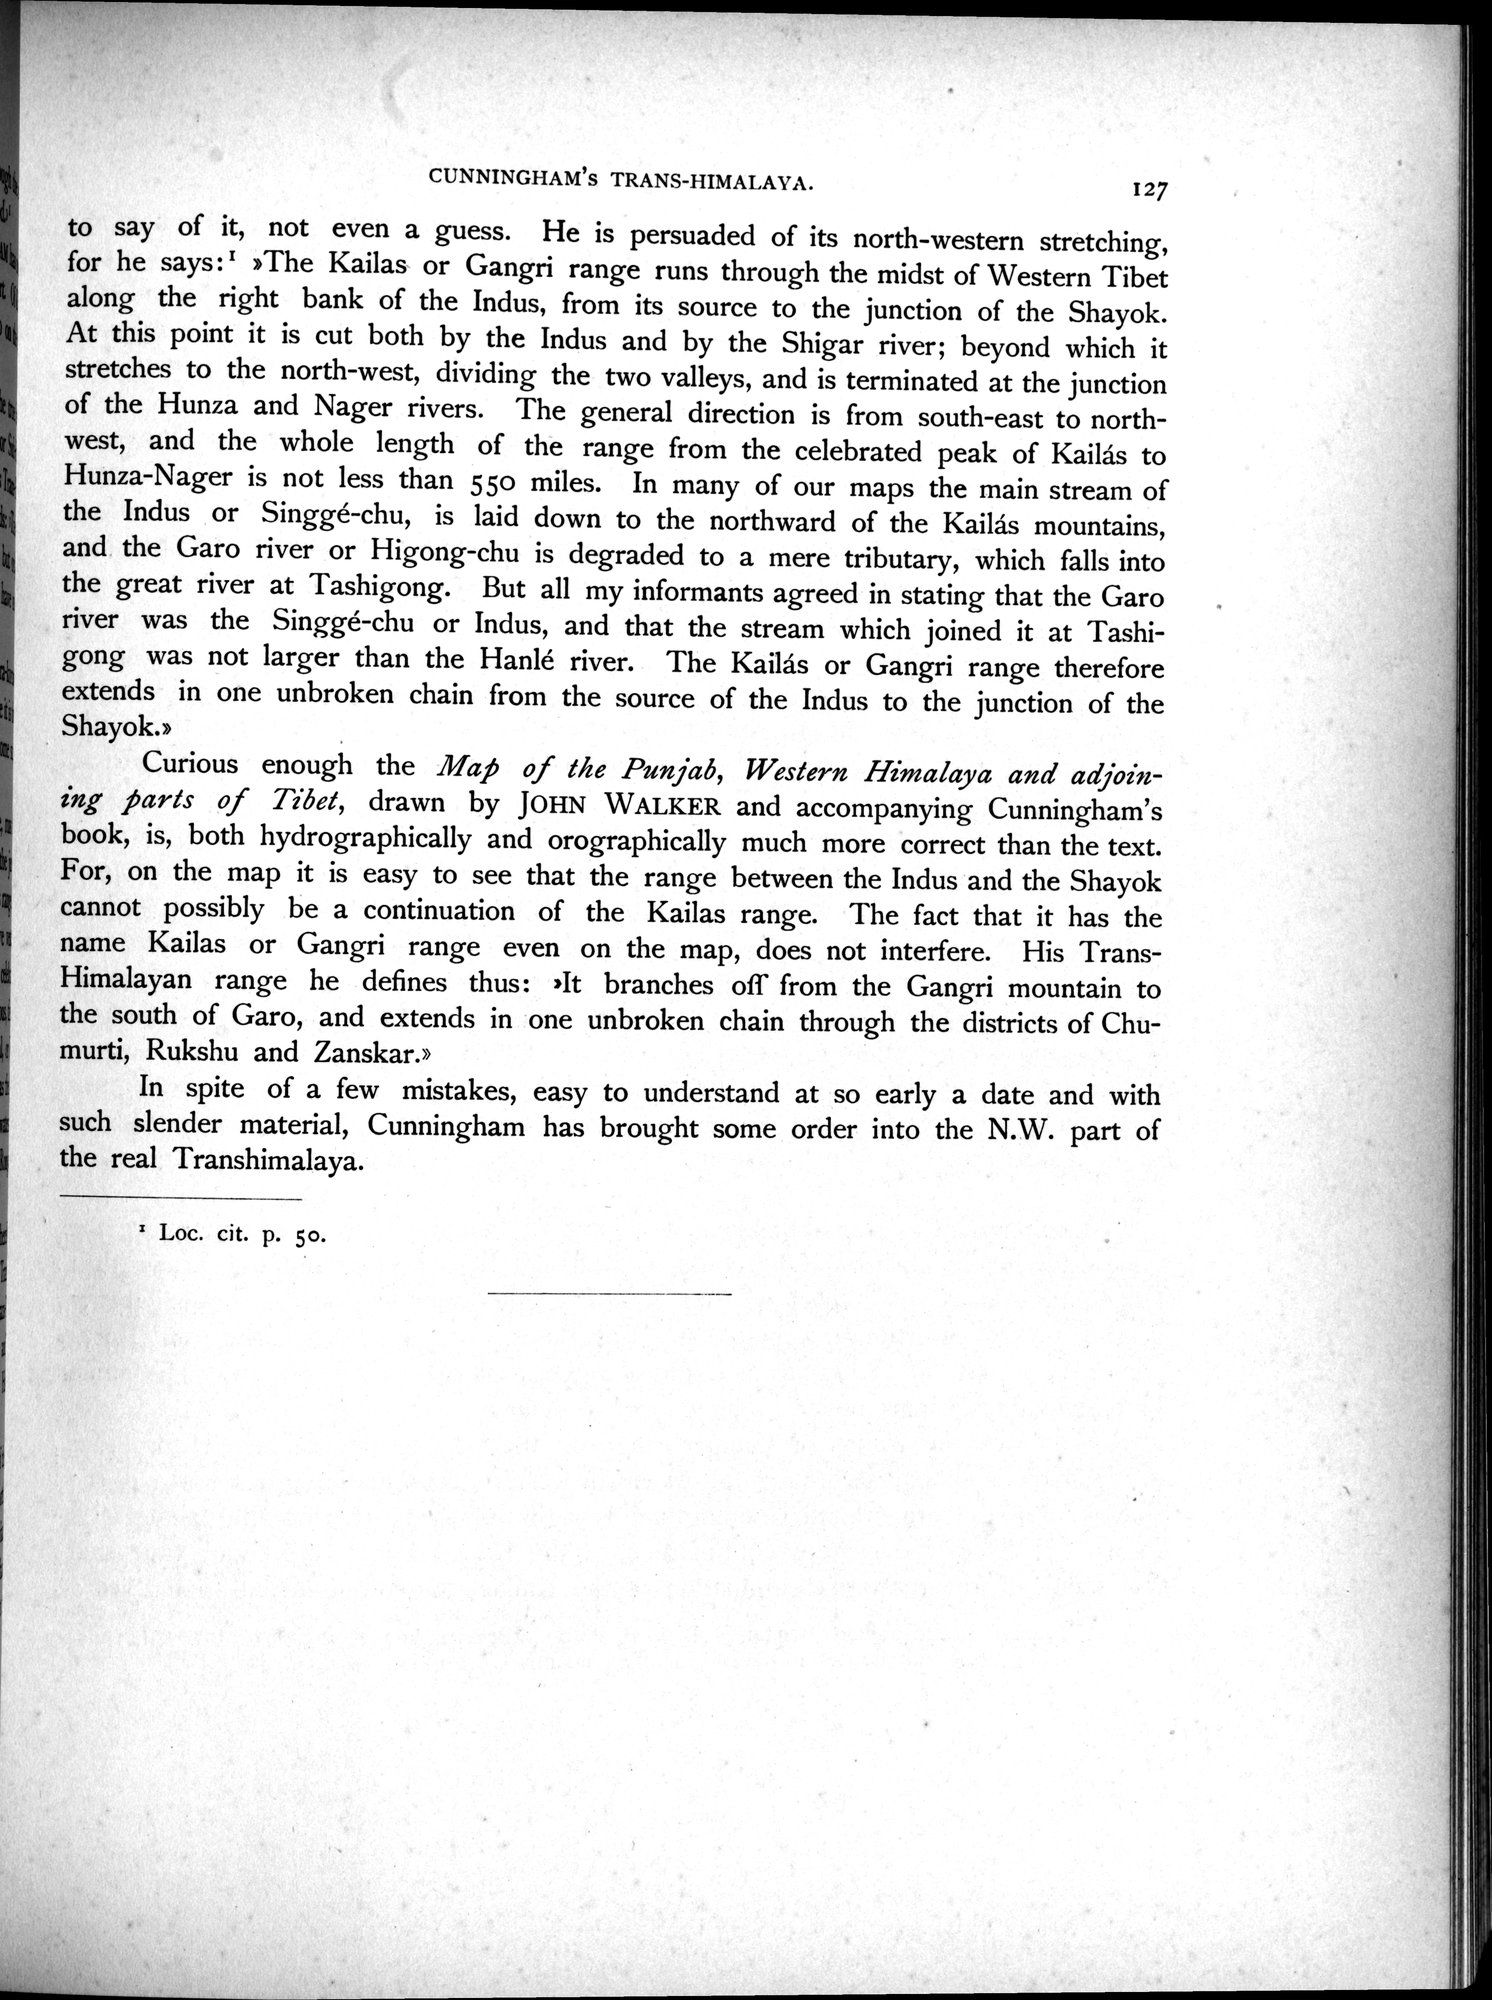 CUNNINGHAM'S TRANS-HIMALAYA.
127
to say of it, not even a guess. He is persuaded of its north-western stretching,
for he says:¹ »The Kailas or Gangri range runs through the midst of Western Tibet
along the right bank of the Indus, from its source to the junction of the Shayok.
At this point it is cut both by the Indus and by the Shigar river; beyond which it
stretches to the north-west, dividing the two valleys, and is terminated at the junction
of the Hunza and Nager rivers. The general direction is from south-east to north-
west, and the whole length of the range from the celebrated peak of Kailás to
Hunza-Nager is not less than 550 miles. In many of our maps the main stream of
the Indus or Singgé-chu, is laid down to the northward of the Kailás mountains,
and the Garo river or Higong-chu is degraded to a mere tributary, which falls into
the great river at Tashigong. But all my informants agreed in stating that the Garo
river was the Singgé-chu or Indus, and that the stream which joined it at Tashi-
gong was not larger than the Hanlé river. The Kailás or Gangri range therefore
extends in one unbroken chain from the source of the Indus to the junction of the
Shayok.»
Curious enough the Map of the Punjab, Western Himalaya and adjoin-
ing parts of Tibet, drawn by JOHN WALKER and accompanying Cunningham's
book, is, both hydrographically and orographically much more correct than the text.
For, on the map it is easy to see that the range between the Indus and the Shayok
cannot possibly be a continuation of the Kailas range. The fact that it has the
name Kailas or Gangri range even on the map, does not interfere. His Trans-
Himalayan range he defines thus: »It branches off from the Gangri mountain to
the south of Garo, and extends in one unbroken chain through the districts of Chu-
murti, Rukshu and Zanskar.»
In spite of a few mistakes, easy to understand at so early a date and with
such slender material, Cunningham has brought some order into the N.W. part of
the real Transhimalaya.
¹ Loc. cit. p. 50.